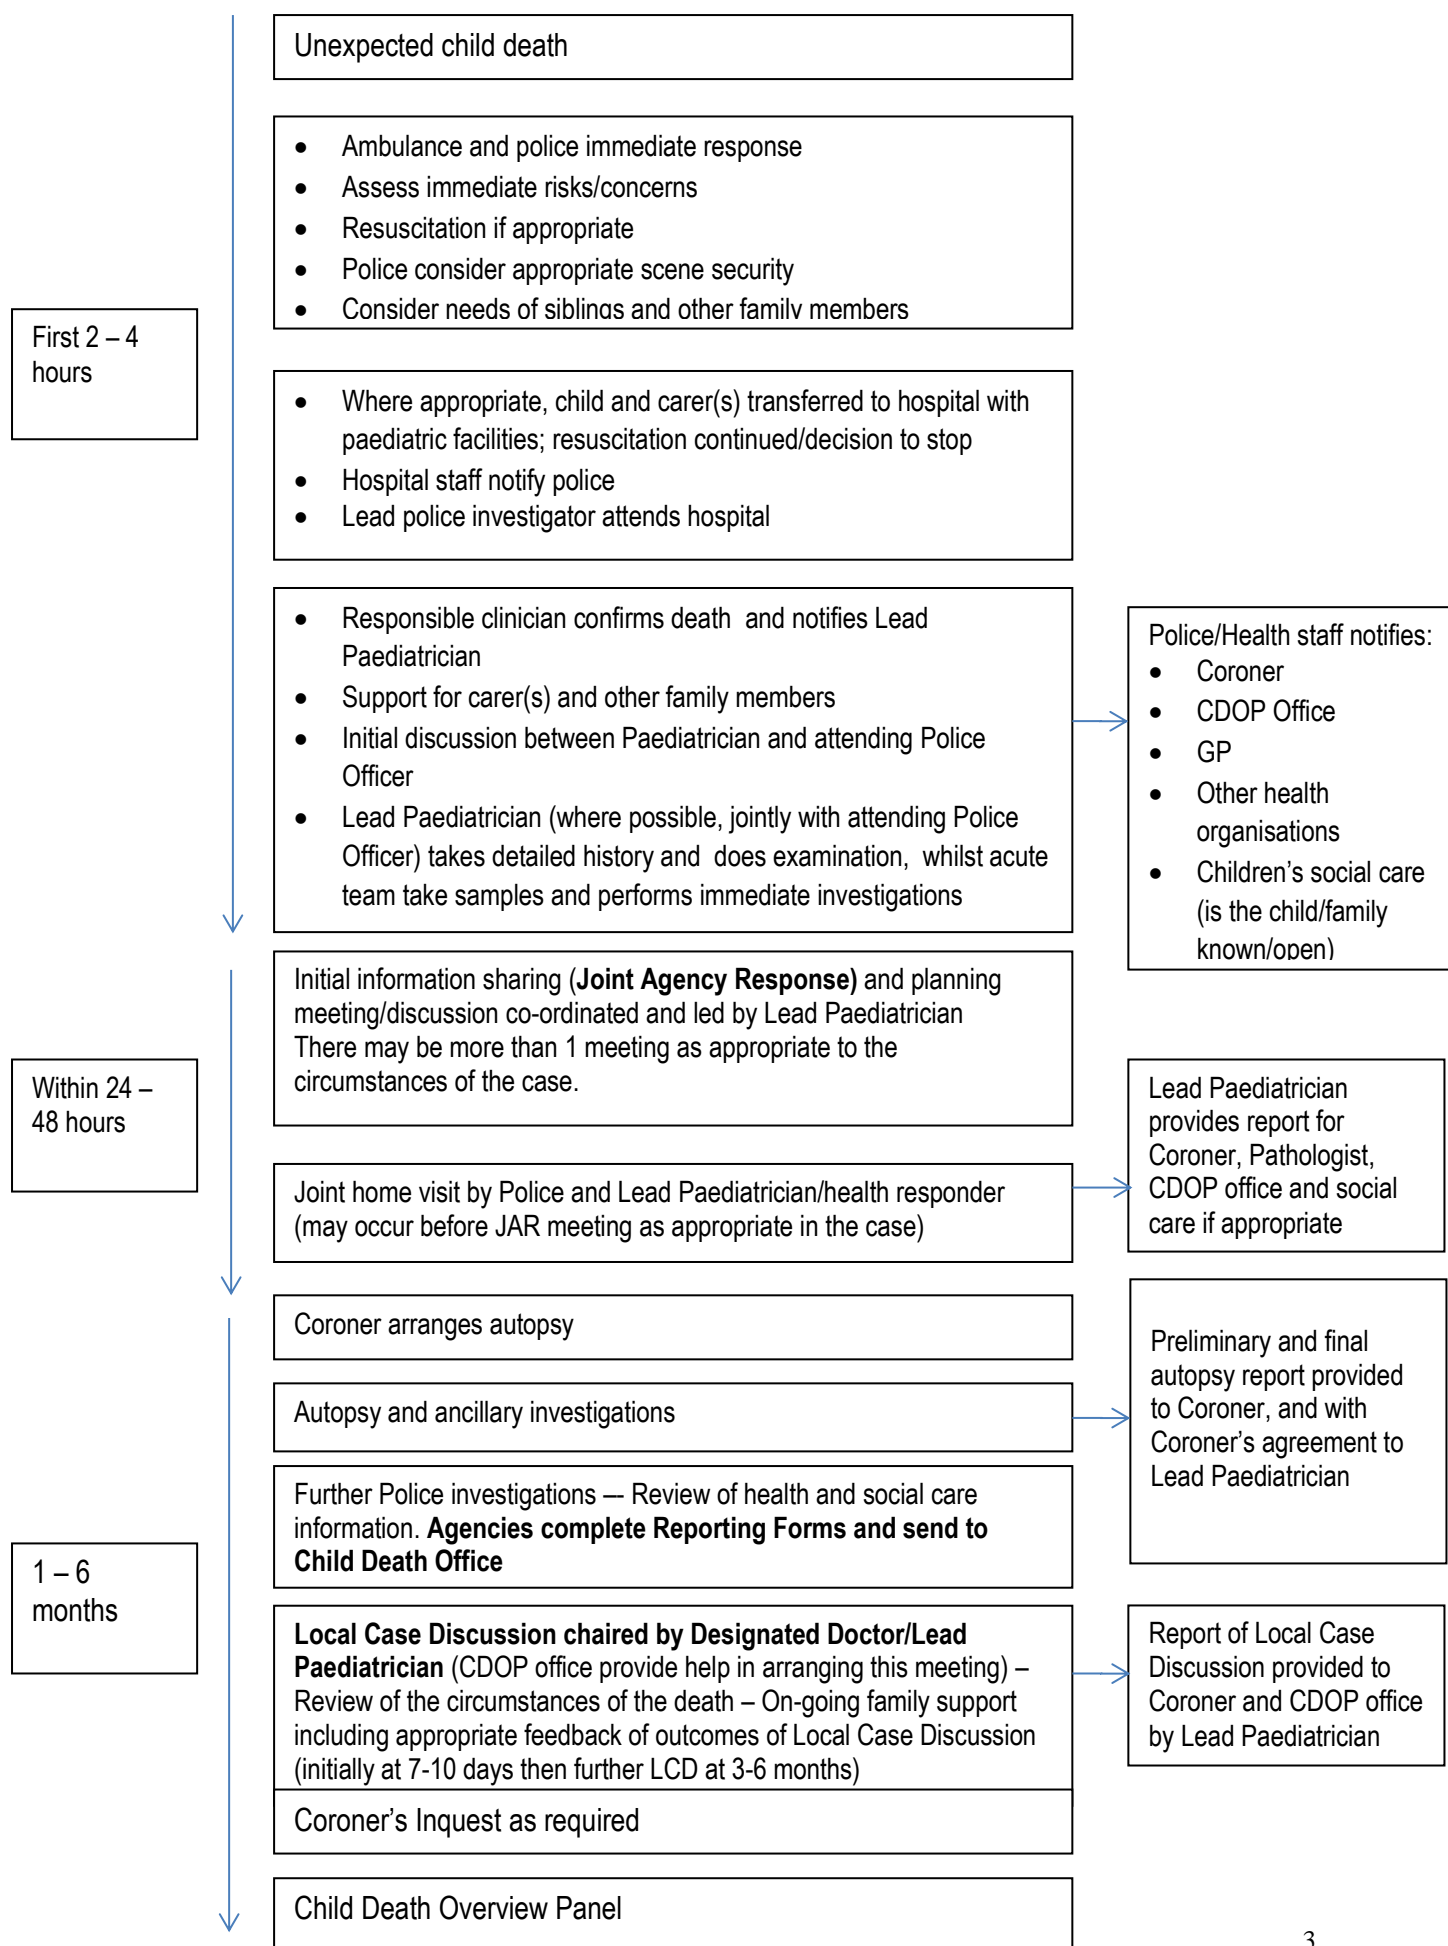 Unexpected child death
• Ambulance and police immediate response
• Assess immediate risks/concerns
• Resuscitation if appropriate
• Police consider appropriate scene security
• Consider needs of siblings and other family members
First 2 – 4
hours
• Where appropriate, child and carer(s) transferred to hospital with
paediatric facilities; resuscitation continued/decision to stop
• Hospital staff notify police
• Lead police investigator attends hospital
• Responsible clinician confirms death and notifies Lead
Paediatrician
• Support for carer(s) and other family members
• Initial discussion between Paediatrician and attending Police
Officer
• Lead Paediatrician (where possible, jointly with attending Police
Officer) takes detailed history and does examination, whilst acute
team take samples and performs immediate investigations
Police/Health staff notifies:
• Coroner
• CDOP Office
• GP
• Other health
organisations
• Children’s social care
(is the child/family
known/open)
Initial information sharing (Joint Agency Response) and planning
meeting/discussion co-ordinated and led by Lead Paediatrician
There may be more than 1 meeting as appropriate to the
circumstances of the case.
Within 24 –
48 hours
Joint home visit by Police and Lead Paediatrician/health responder
(may occur before JAR meeting as appropriate in the case)
Lead Paediatrician
provides report for
Coroner, Pathologist,
CDOP office and social
care if appropriate
Coroner arranges autopsy
Autopsy and ancillary investigations
Preliminary and final
autopsy report provided
to Coroner, and with
Coroner’s agreement to
Lead Paediatrician
Further Police investigations –- Review of health and social care
information. Agencies complete Reporting Forms and send to
Child Death Office
1 – 6
months
Local Case Discussion chaired by Designated Doctor/Lead
Paediatrician (CDOP office provide help in arranging this meeting) –
Review of the circumstances of the death – On-going family support
including appropriate feedback of outcomes of Local Case Discussion
(initially at 7-10 days then further LCD at 3-6 months)
Report of Local Case
Discussion provided to
Coroner and CDOP office
by Lead Paediatrician
Coroner’s Inquest as required
Child Death Overview Panel
3